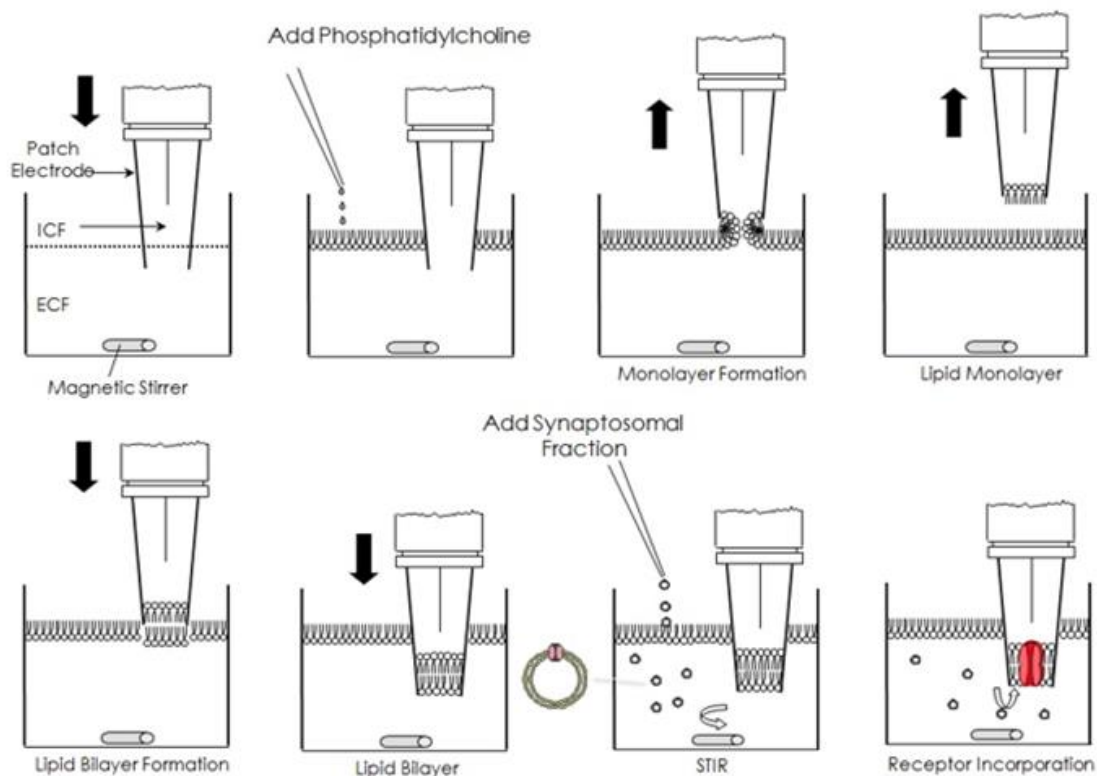 Add Phosphatidylcholine
Patch
Electrode
ICF
ECF
Magnetic Stirrer
Monolayer Formation
Lipid Monolayer
Add Synaptosomal
Fraction
Lipid Bilayer Formation
Lipid Bilayer
STIR
Receptor Incorporation